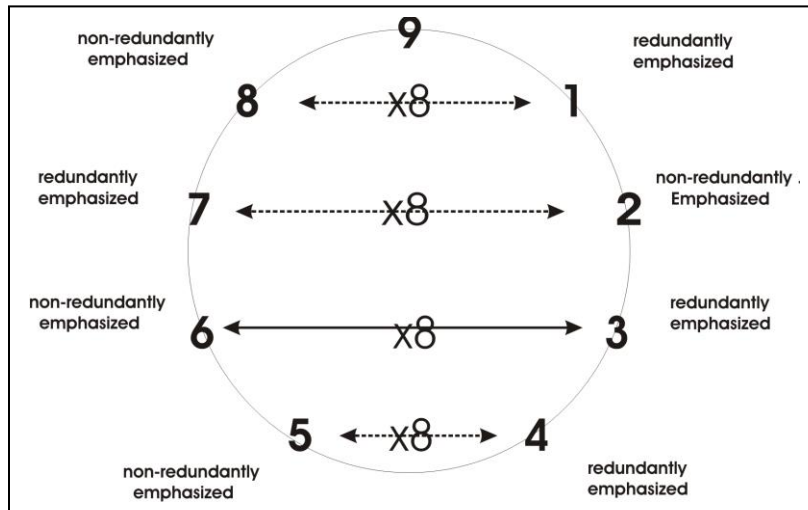 9
non-redundantly
emphasized
redundantly
emphasized
8
x8
1
redundantly
emphasized
7
x8
2
non-redundantly .
Emphasized
non-redundantly
emphasized
6
x8
3
redundantly
emphasized
5
x8
4
non-redundantly
emphasized
redundantly
emphasized